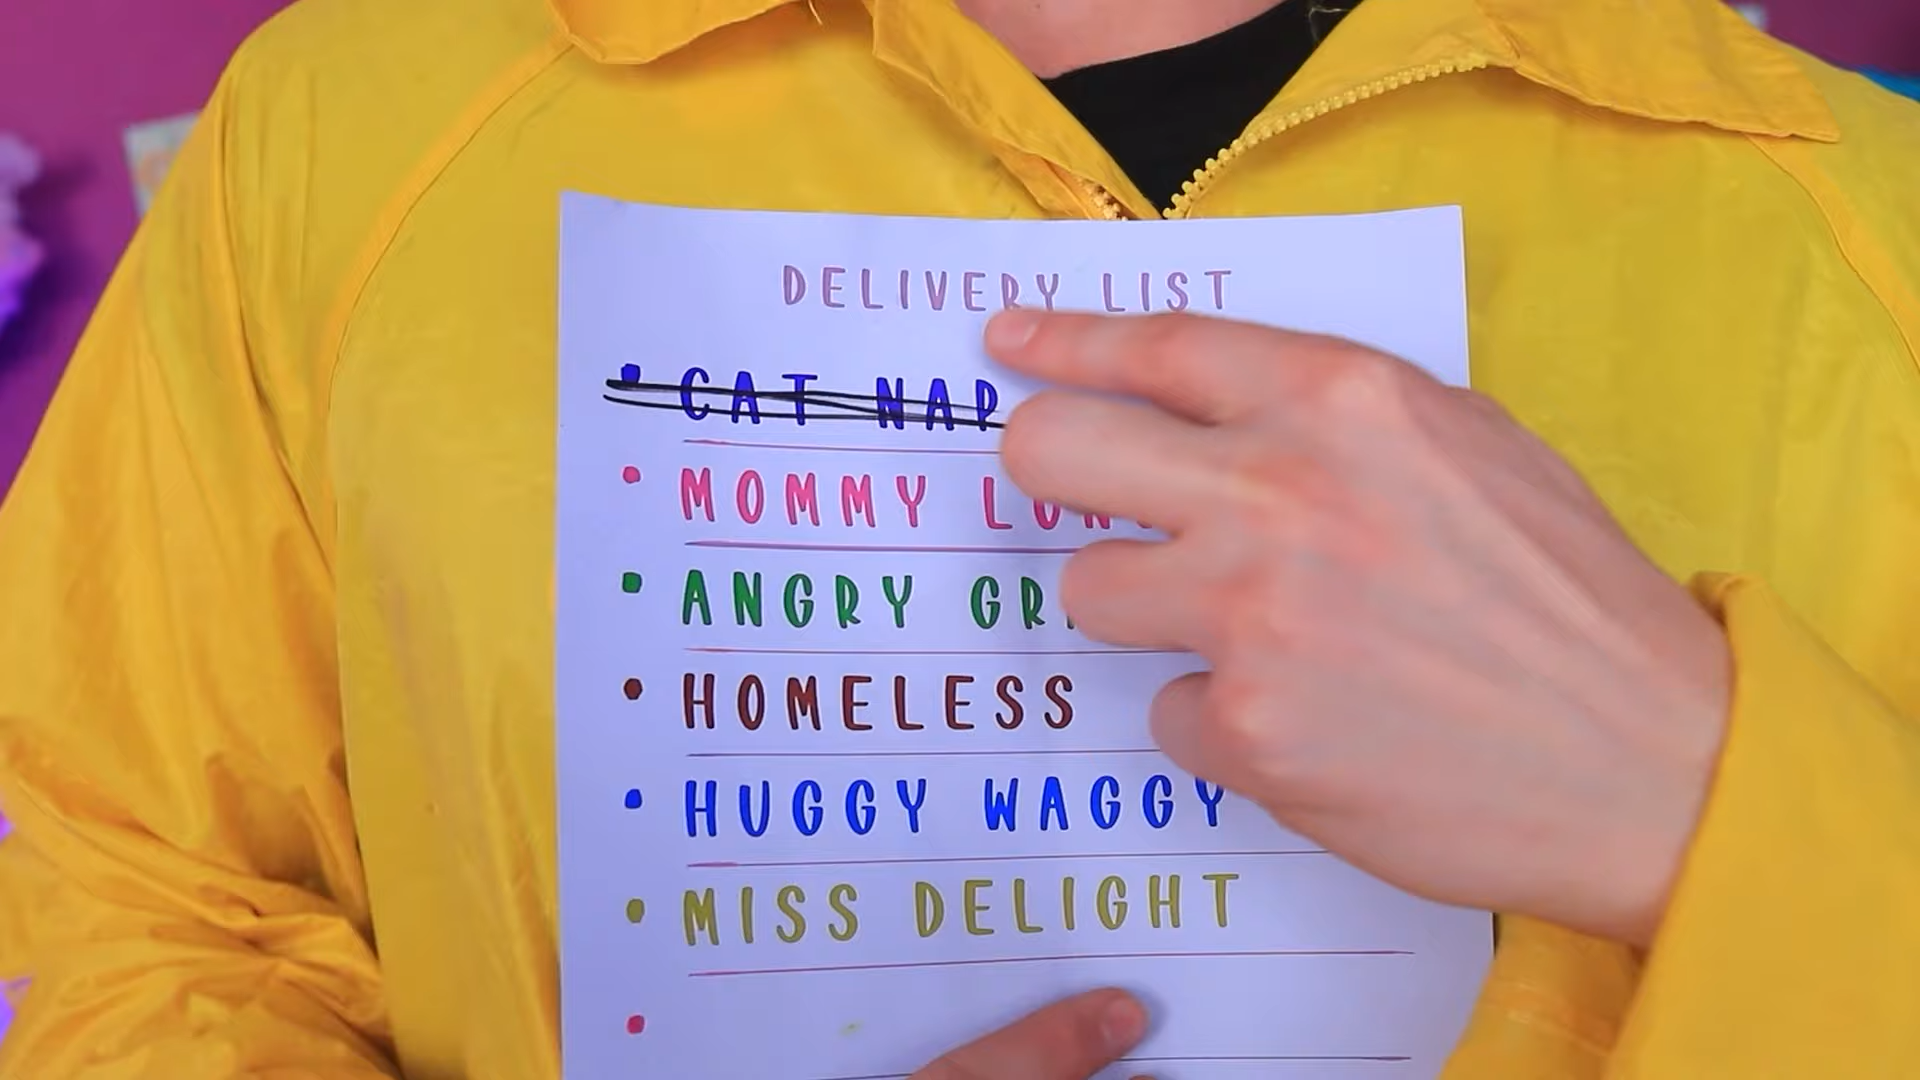 DELIVERY LIST
• CAT NAP
• MOMMY
• ANGRY
• HOMELESS
• HUGGY WAGGY
• MISS DELIGHT
•